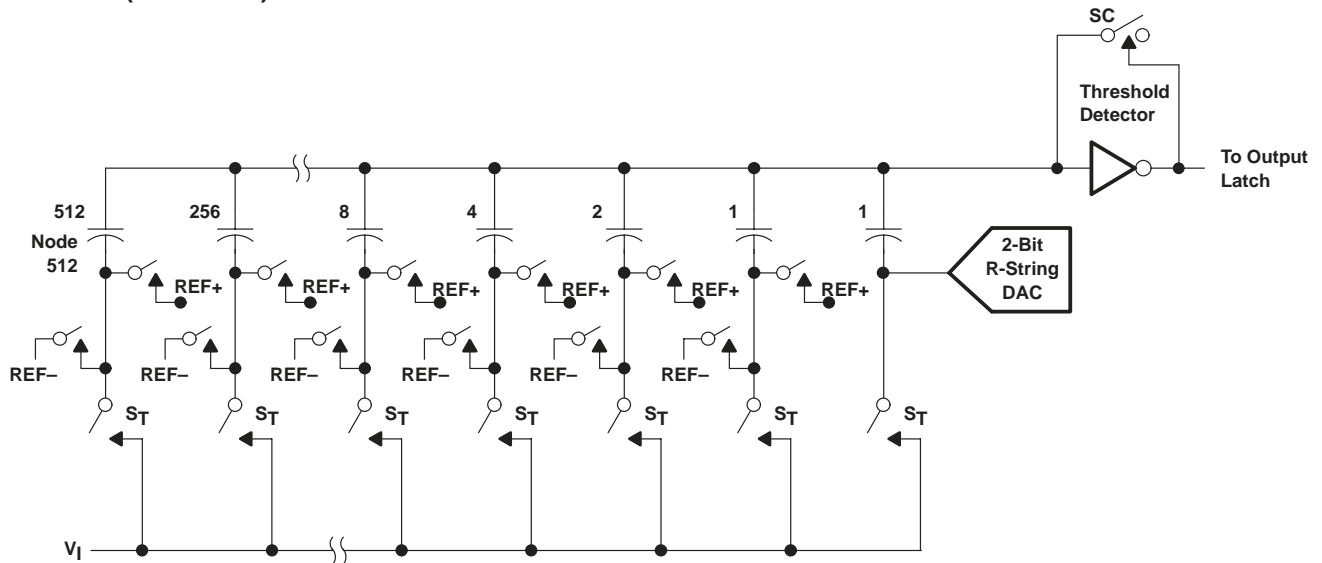 SC
Threshold
Detector
To Output
Latch
512
256
8
4
2
1
1
Node
512
REF+
REF+
REF+
REF+
REF+
REF+
2-Bit
R-String
DAC
REF–
REF–
REF–
REF–
REF–
REF–
ST
ST
ST
ST
ST
ST
ST
VI